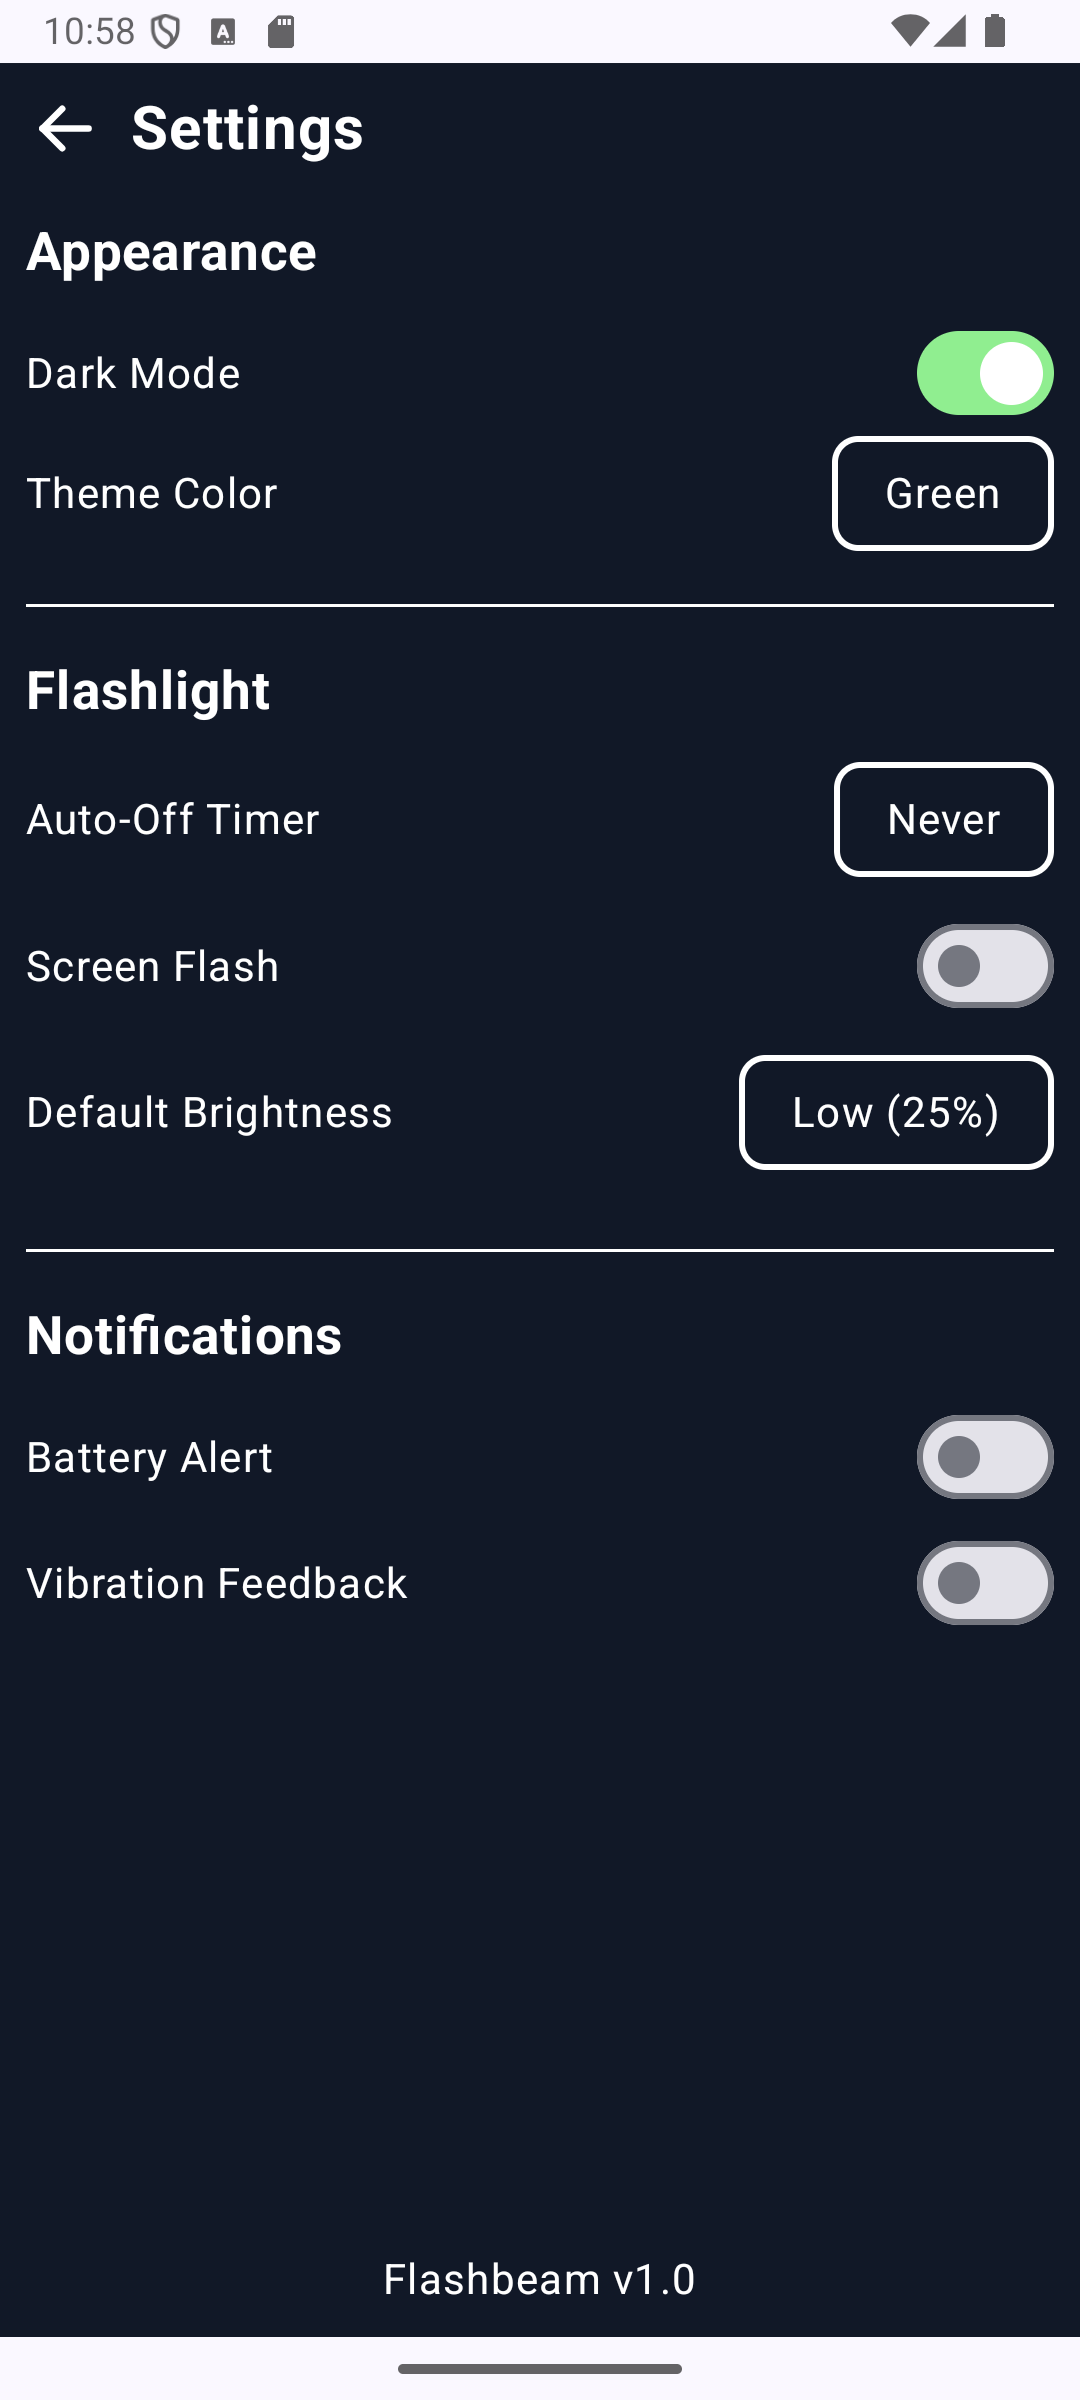 10:58
Settings
Appearance
Dark Mode
Theme Color
Green
Flashlight
Auto-Off Timer
Never
Screen Flash
Default Brightness
Low (25%)
Notifications
Battery Alert
Vibration Feedback
Flashbeam v1.0